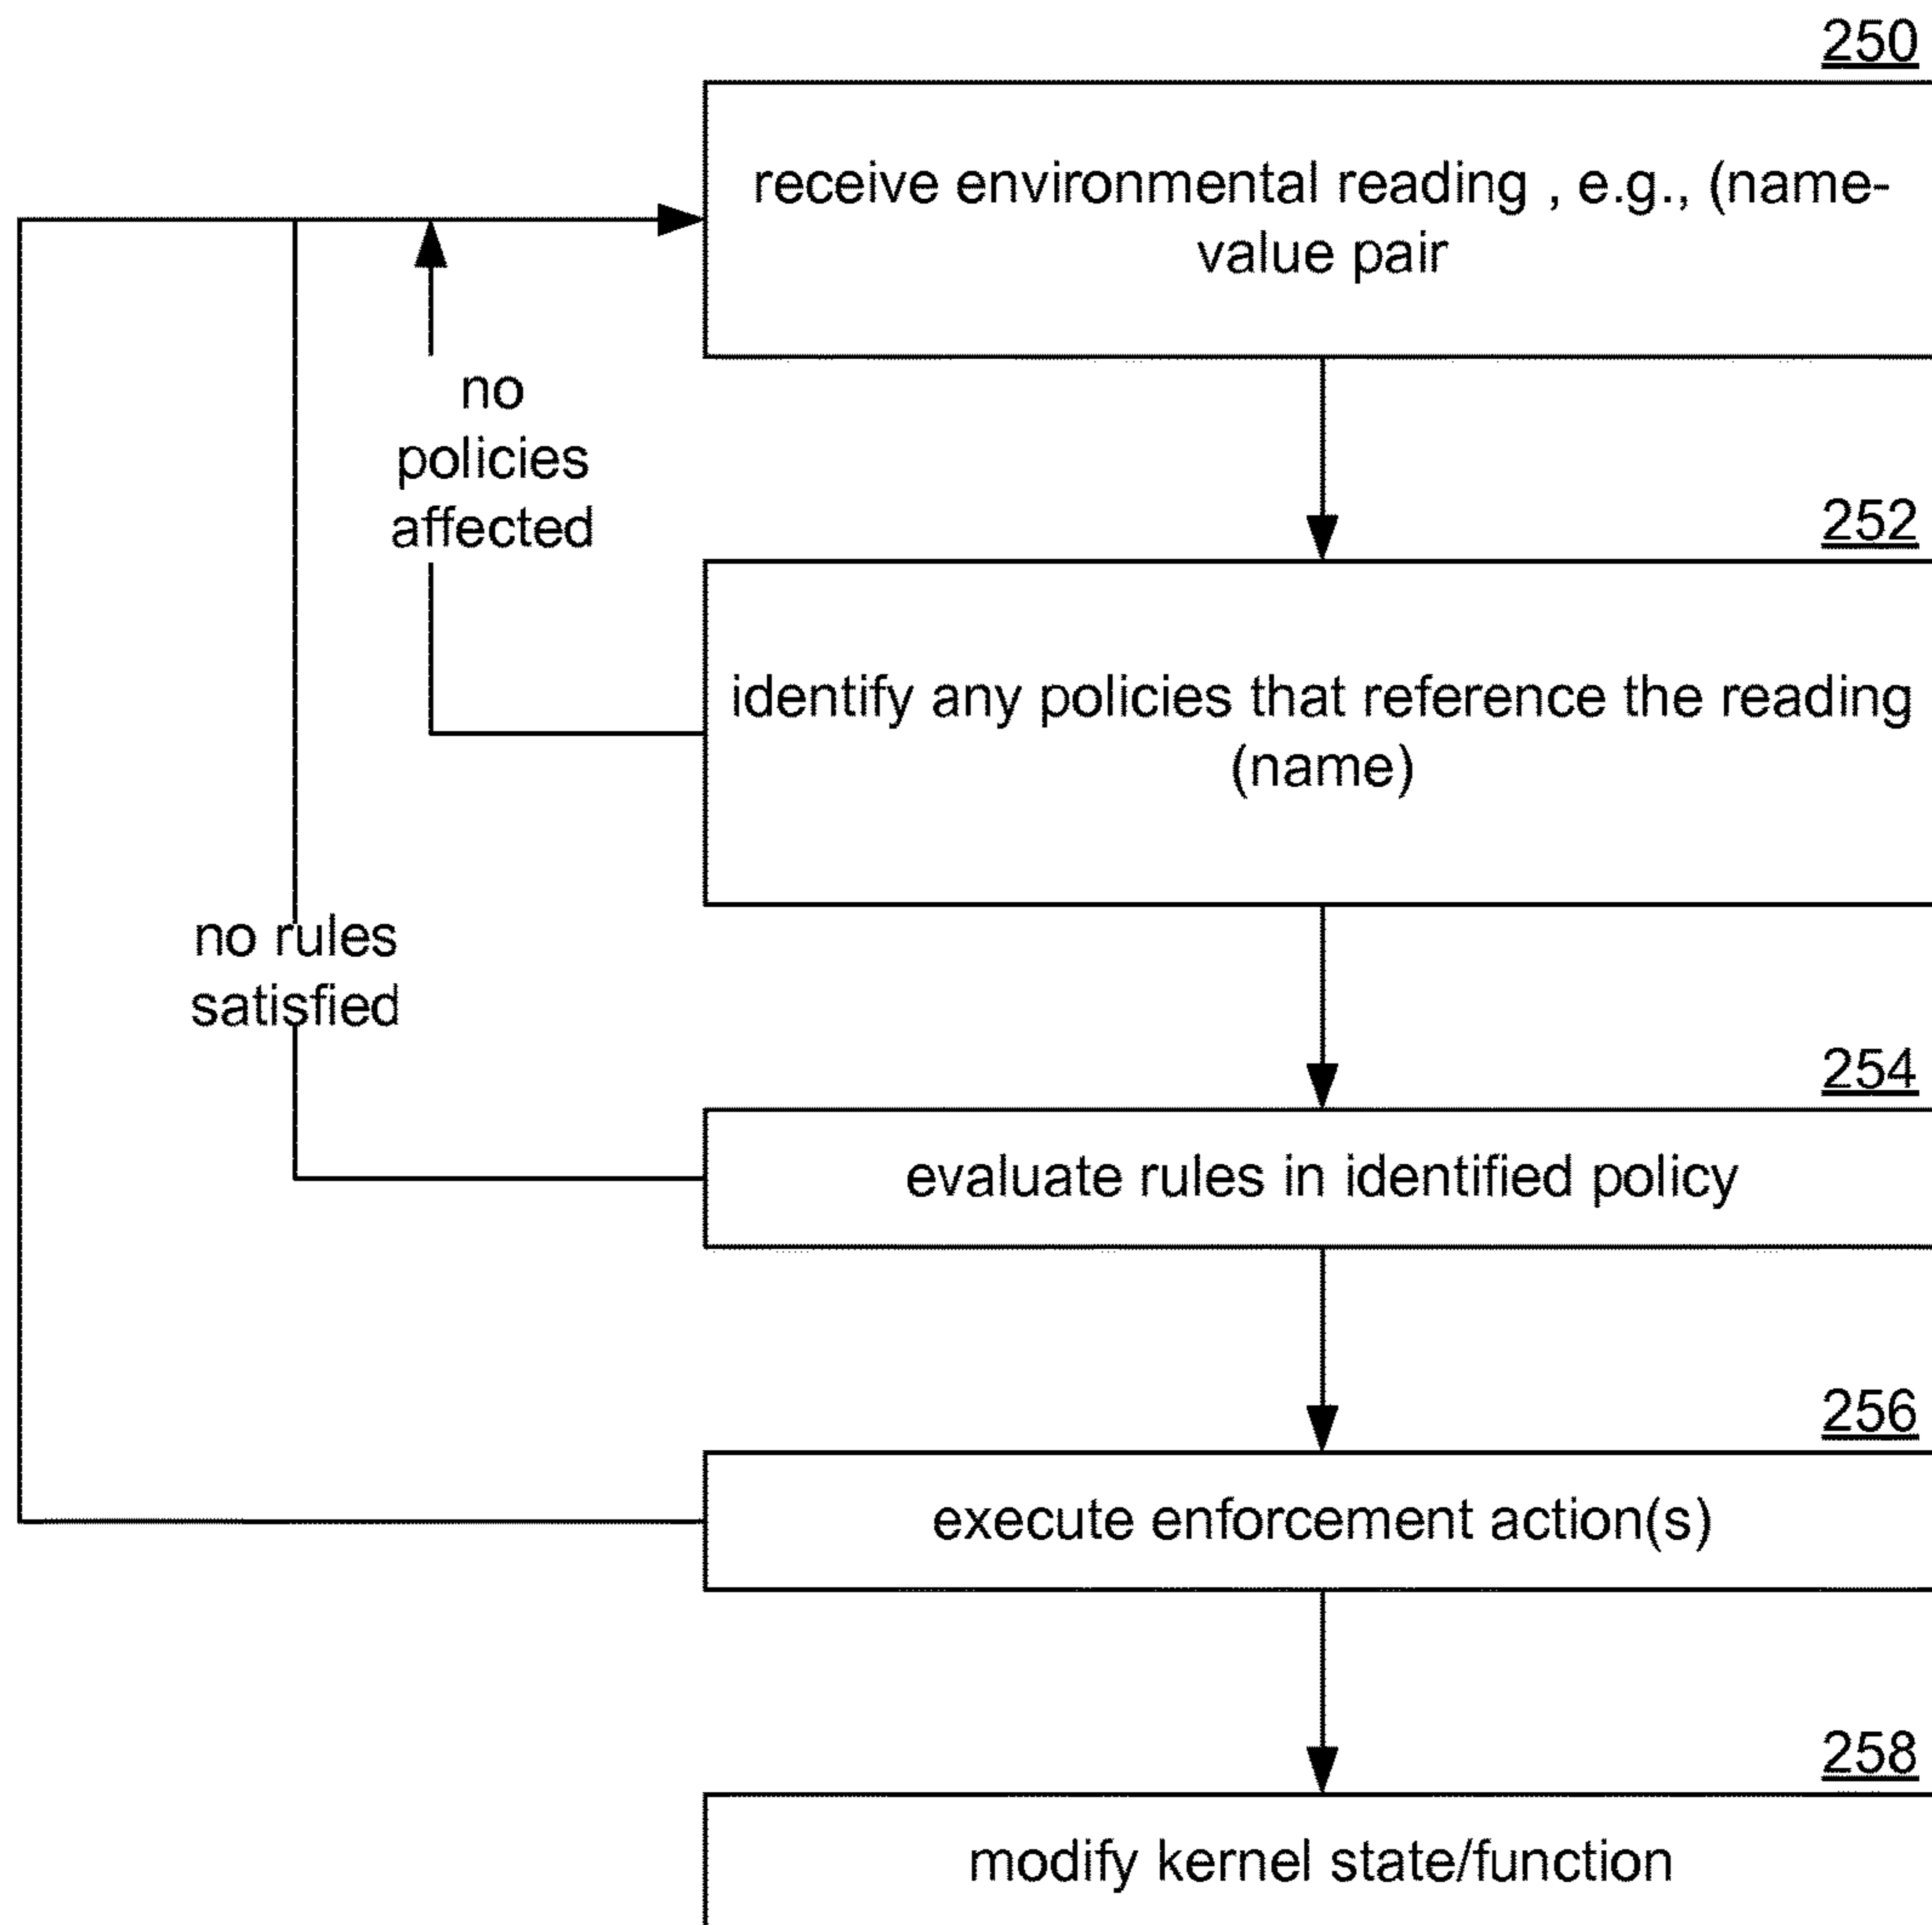 250
receive environmental reading , e.g., (name-
value pair
no
policies
affected
252
identify any policies that reference the reading
(name)
no rules
satisfied
254
evaluate rules in identified policy
256
execute enforcement action(s)
258
modify kernel state/function